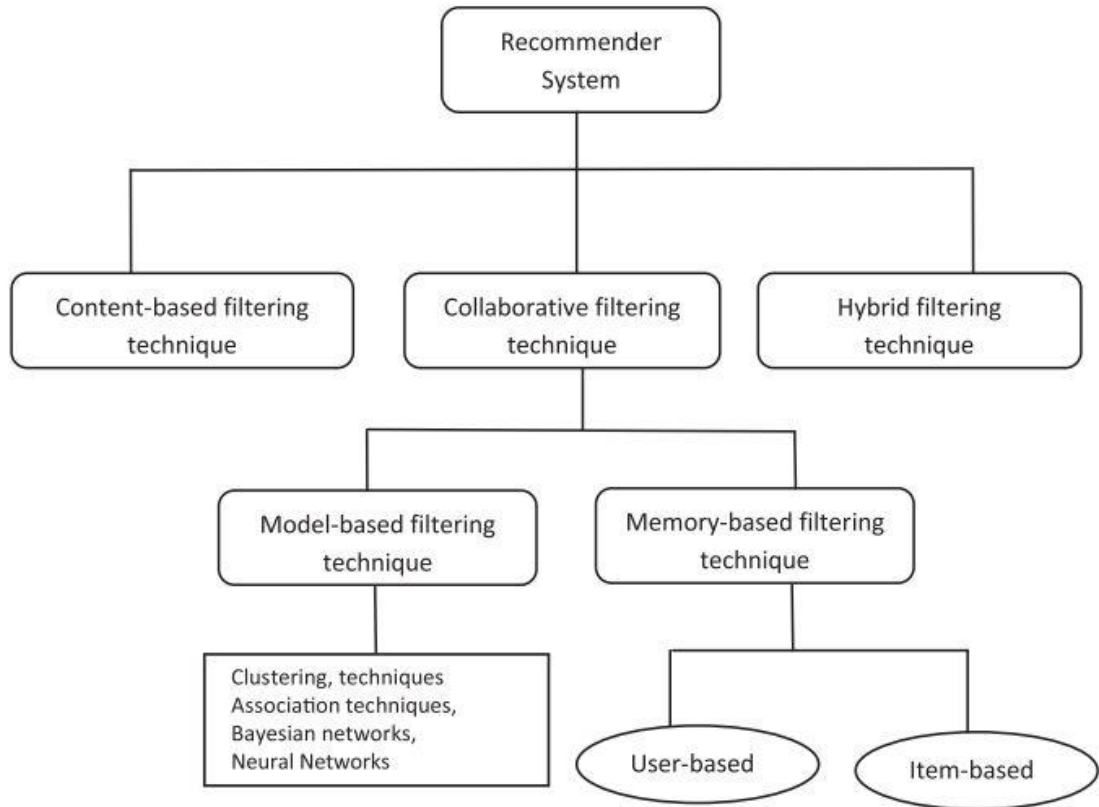 Recommender
System
Content-based filtering
technique
Collaborative filtering
technique
Hybrid filtering
technique
Model-based filtering
technique
Memory-based filtering
technique
Clustering, techniques
Association techniques,
Bayesian networks,
Neural Networks
User-based
Item-based